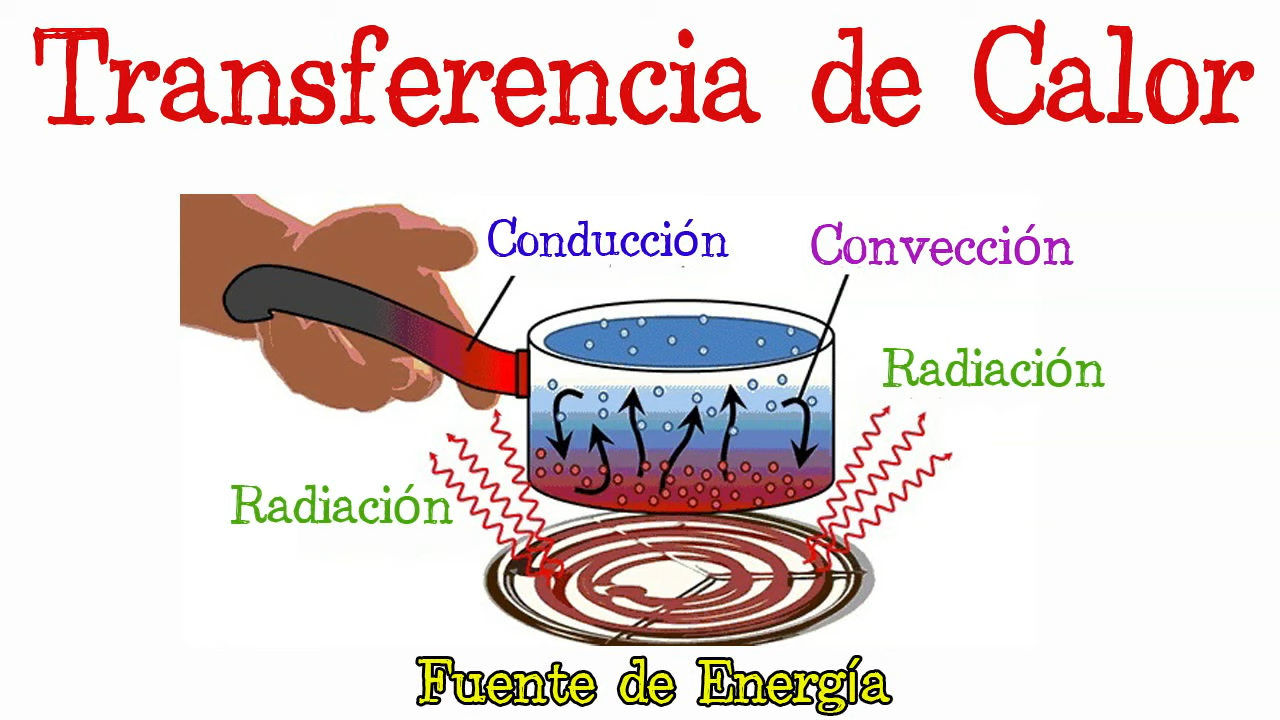 Transferencia de Calor
Conducción
Convección
Radiación
Radiación
Fuente de Energía